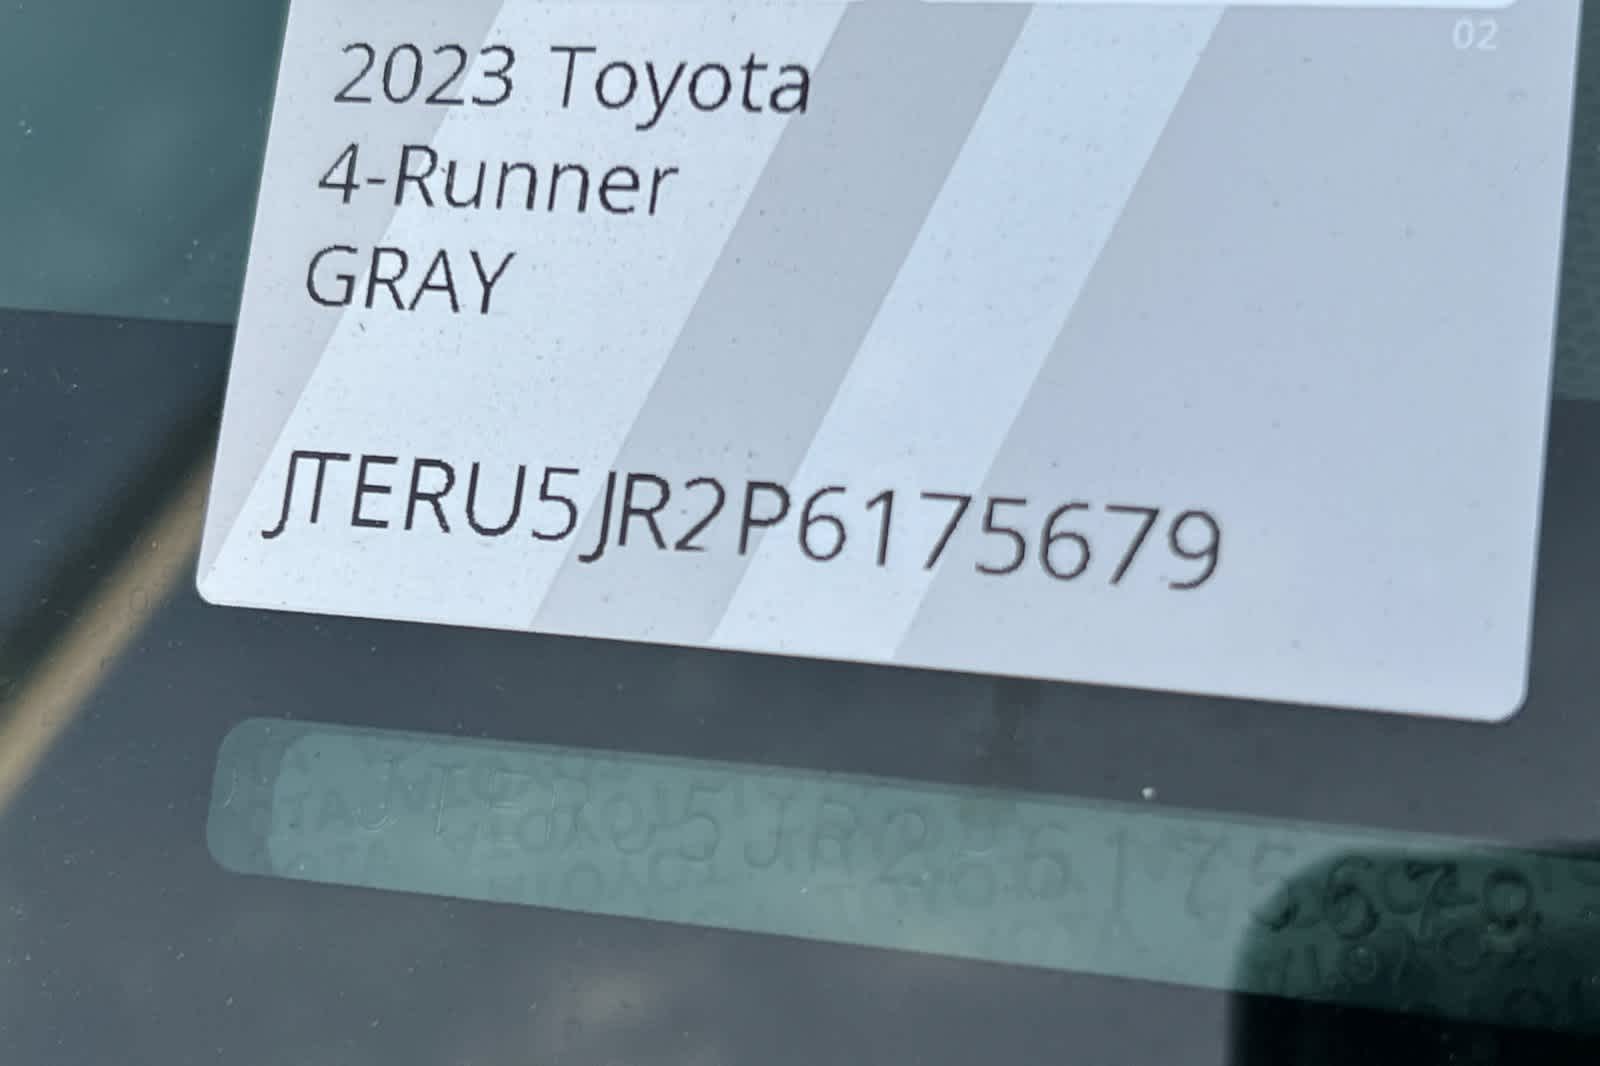 02
2023 Toyota
4-Runner
GRAY
JTERU5JR2P6175679